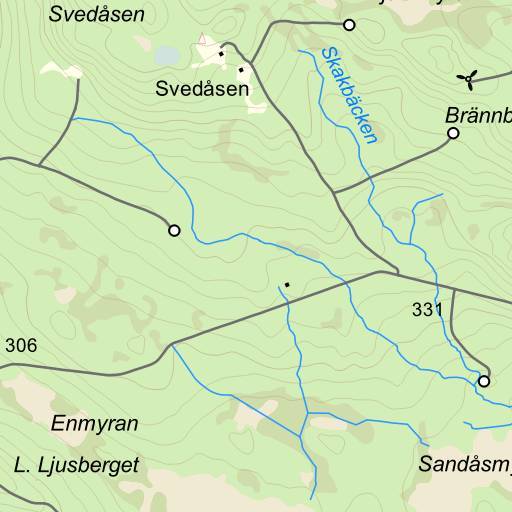 Svedåsen
Skakbäcken
Svedåsen
331
306
Enmyran
L. Ljusberget